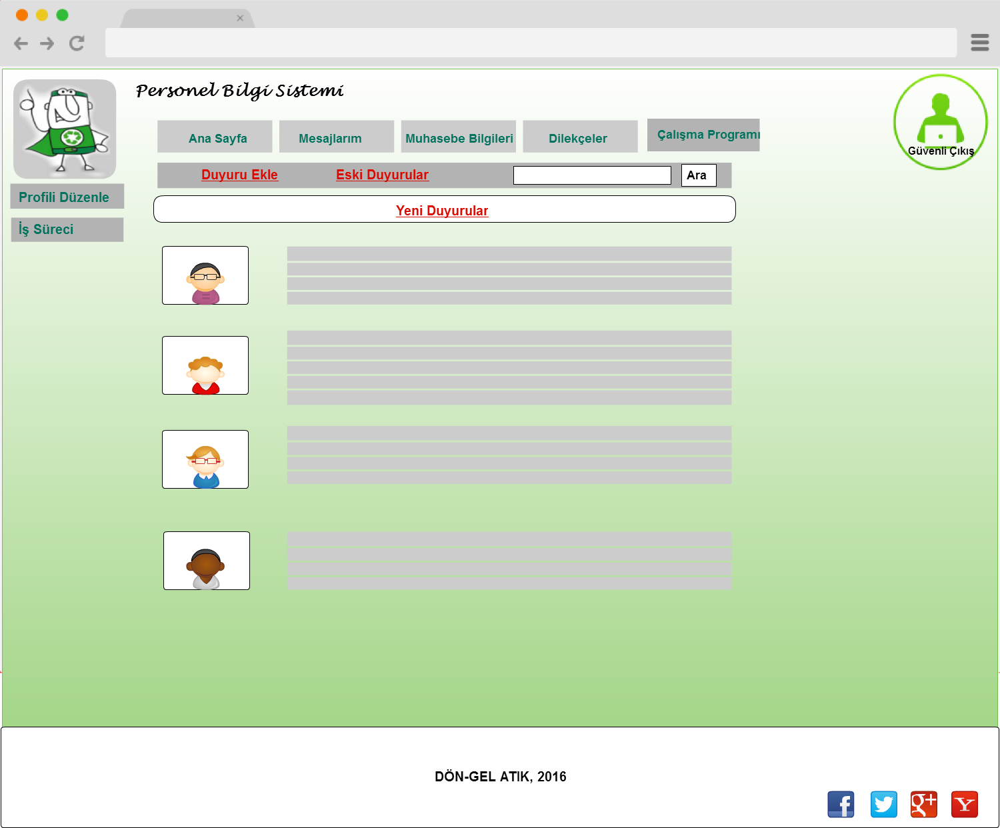 Personel Bilgi Sistemi
Ana Sayfa
Mesajlarım
Muhasebe Bilgileri
Dilekçeler
Çalışma Programı
Güvenli Çıkış
Duyuru Ekle
Eski Duyurular
Ara
Profili Düzenle
Yeni Duyurular
İş Süreci
DÖN-GEL ATIK, 2016